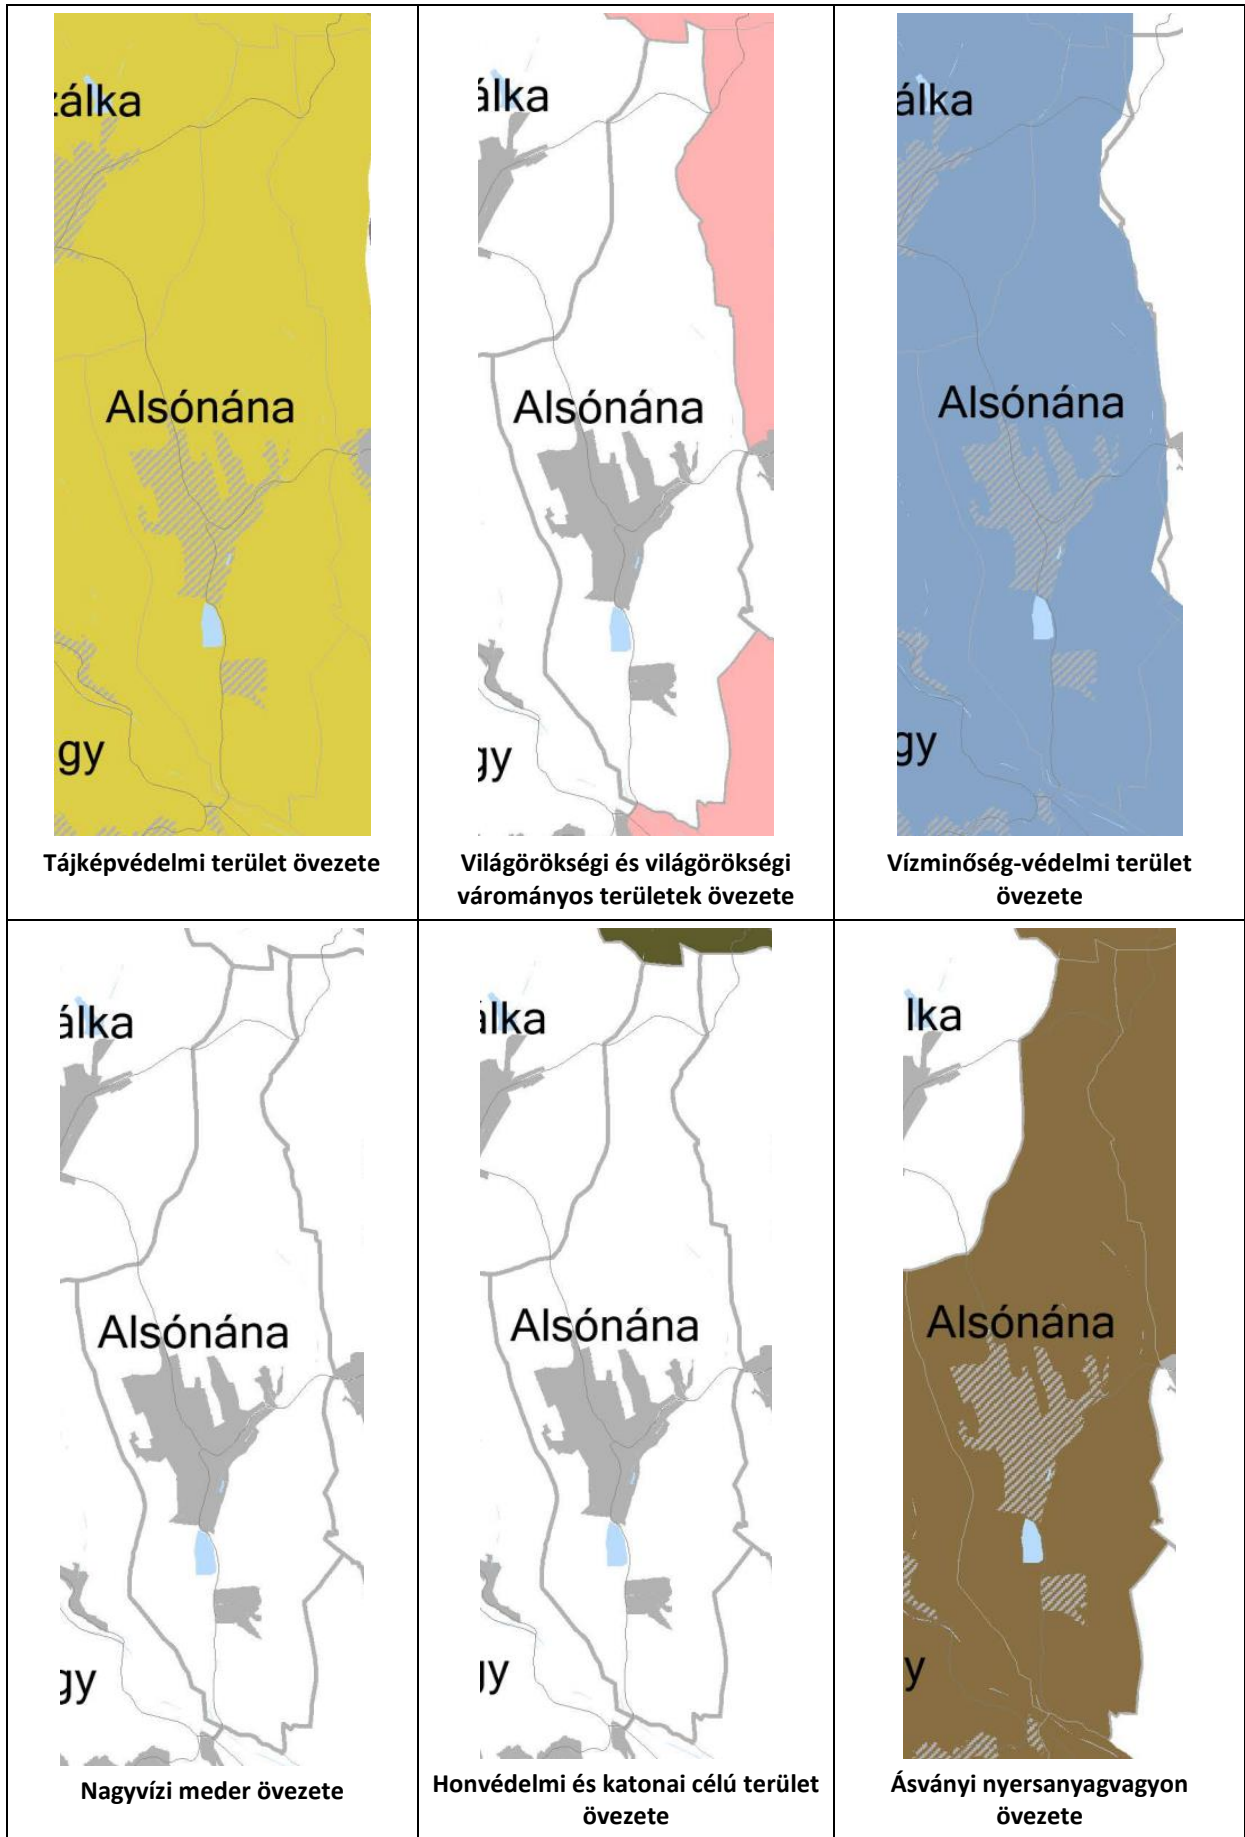 zálka
Alsónána
gy
Tájképvédelmi terület övezete
álka
Alsónána
gy
Világörökségi és világörökségi
várományos területek övezete
álka
Alsónána
gy
Vízminőség-védelmi terület
övezete
álka
Alsónána
gy
Nagyvízi meder övezete
álka
Alsónána
gy
Honvédelmi és katonai célú terület
övezete
lka
Alsónána
y
Ásványi nyersanyagvagyon
övezete